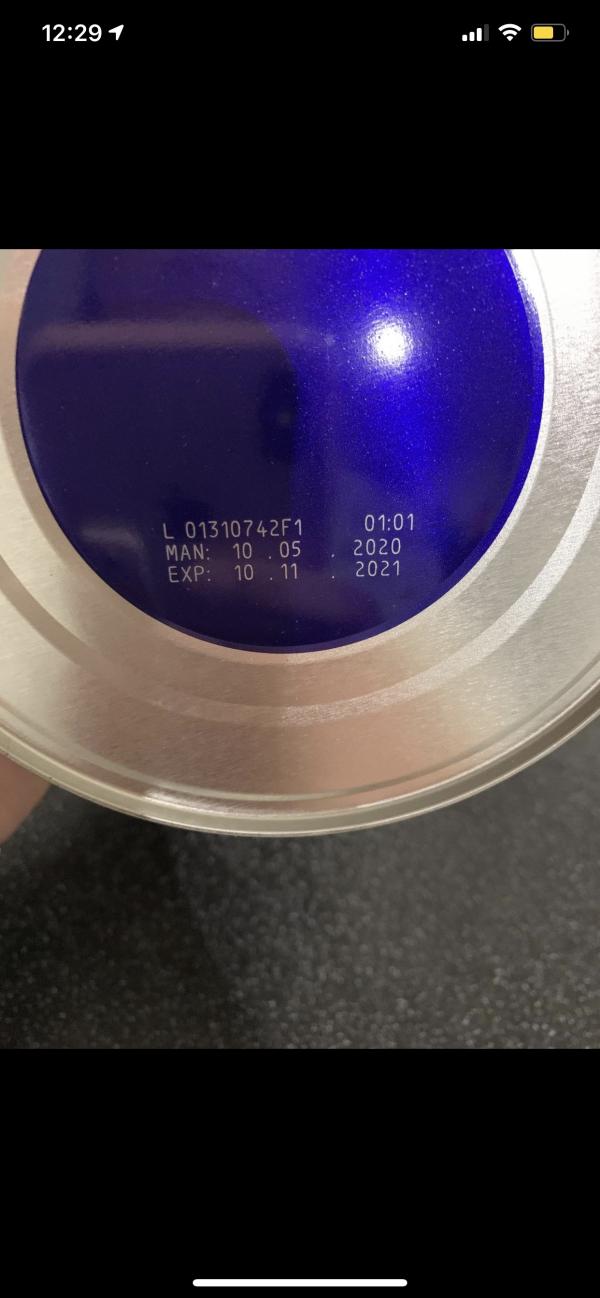 12:29
L 01310742F1 01:01
MAN: 10 .05 . 2020
EXP: 10 .11 . 2021